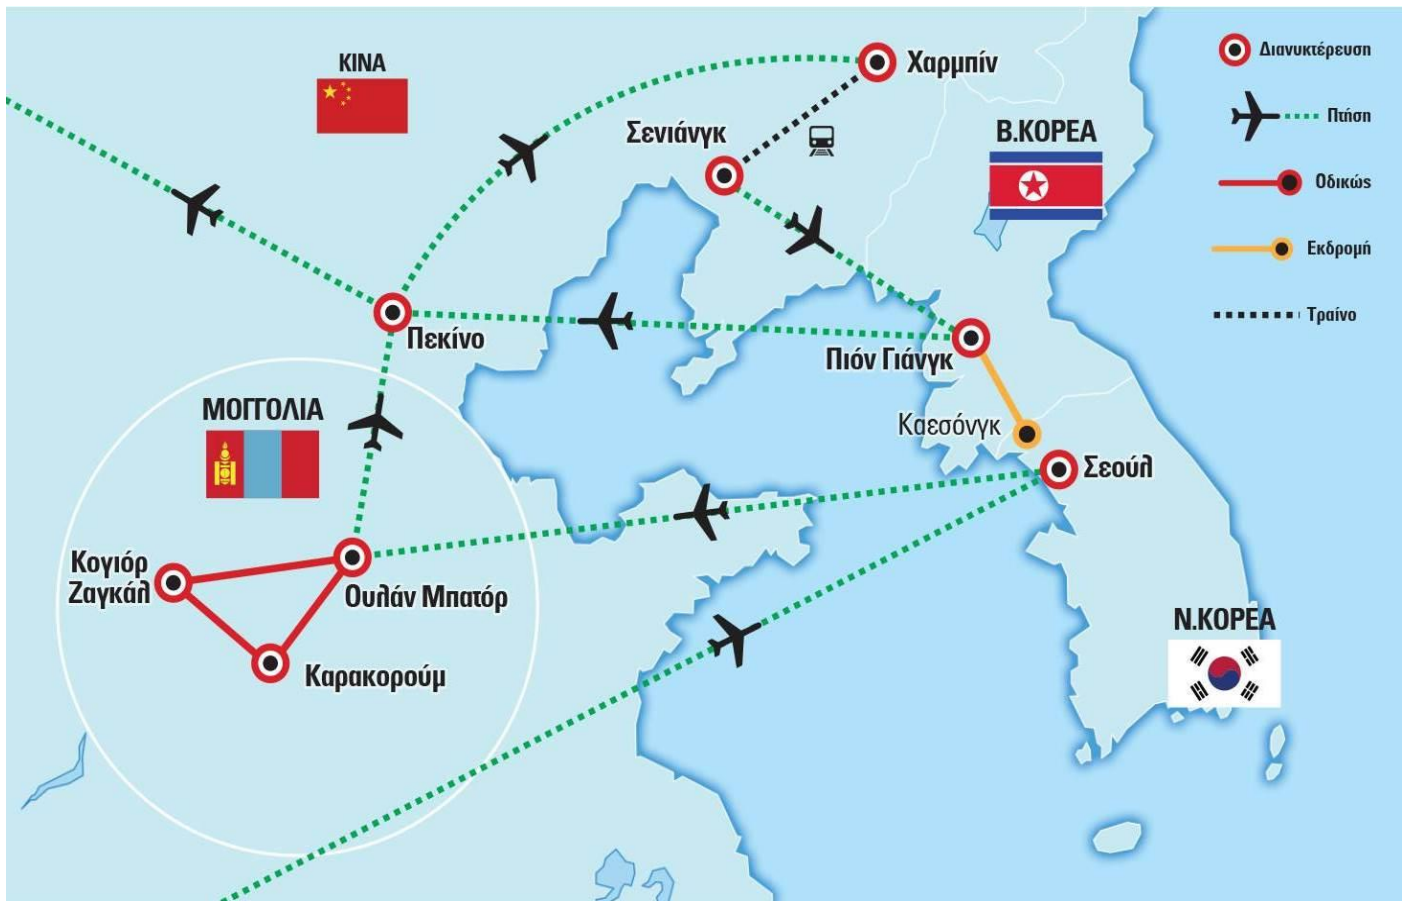 ΚΙΝΑ
Χαρμπίν
Σενιάνγκ
Β.ΚΟΡΕΑ
Διανυκτέρευση
Πτήση
Οδικώς
Εκδρομή
Τραίνο
Πεκίνο
Πιόν Γιάνγκ
ΜΟΓΓΟΛΙΑ
Καεσόνγκ
Σεούλ
Κογιόρ
Ζαγκάλ
Ουλάν Μπατόρ
Καρακορούμ
Ν.ΚΟΡΕΑ